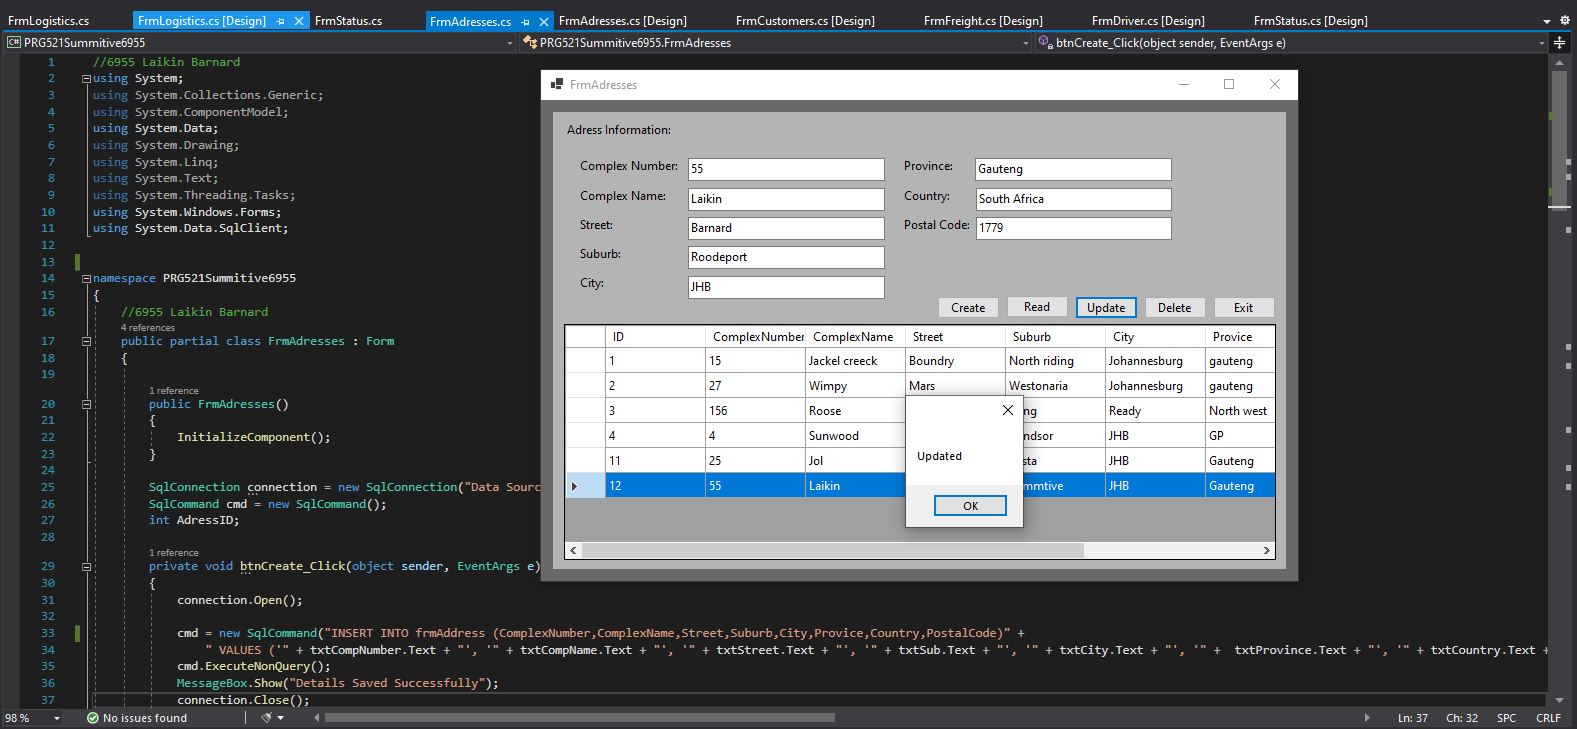 FrmLogistics.cs FrmLogistics.cs [Design] FrmStatus.cs FrmAdresses.cs FrmAdresses.cs [Design] FrmCustomers.cs [Design] FrmFreight.cs [Design] FrmDriver.cs [Design] FrmStatus.cs [Design]
C# PRG521Summitive6955 PRG521Summitive6955.FrmAdresses btnCreate_Click(object sender, EventArgs e)
1 //6955 Laikin Barnard
2 using System;
3 using System.Collections.Generic;
4 using System.ComponentModel;
5 using System.Data;
6 using System.Drawing;
7 using System.Linq;
8 using System.Text;
9 using System.Threading.Tasks;
10 using System.Windows.Forms;
11 using System.Data.SqlClient;
12
13
14 namespace PRG521Summitive6955
15 {
16 //6955 Laikin Barnard
4 references
17 public partial class FrmAdresses : Form
18 {
19
1 reference
20 public FrmAdresses()
21 {
22 InitializeComponent();
23 }
24
25 SqlConnection connection = new SqlConnection("Data Sourc
26 SqlCommand cmd = new SqlCommand();
27 int AdressID;
28
1 reference
29 private void btnCreate_Click(object sender, EventArgs e)
30 {
31 connection.Open();
32
33 cmd = new SqlCommand("INSERT INTO frmAddress (ComplexNumber,ComplexName,Street,Suburb,City,Provice,Country,PostalCode)" +
34 " VALUES ('" + txtCompNumber.Text + "', '" + txtCompName.Text + "', '" + txtStreet.Text + "', '" + txtSub.Text + "', '" + txtCity.Text + "', '" + txtProvince.Text + "', '" + txtCountry.Text +
35 cmd.ExecuteNonQuery();
36 MessageBox.Show("Details Saved Successfully");
37 connection.Close();
FrmAdresses
Adress Information:
Complex Number: 55 Province: Gauteng
Complex Name: Laikin Country: South Africa
Street: Barnard Postal Code: 1779
Suburb: Roodeport
City: JHB
Create Read Update Delete Exit
ID ComplexNumber ComplexName Street Suburb City Provice
1 15 Jackel creeck Boundry North riding Johannesburg gauteng
2 27 Wimpy Mars Westonaria Johannesburg gauteng
3 156 Roose ng Ready North west
4 4 Sunwood ndsor JHB GP
11 25 Jol sta JHB Gauteng
12 55 Laikin mmtive JHB Gauteng
Updated
OK
98 % No issues found Ln: 37 Ch: 32 SPC CRLF